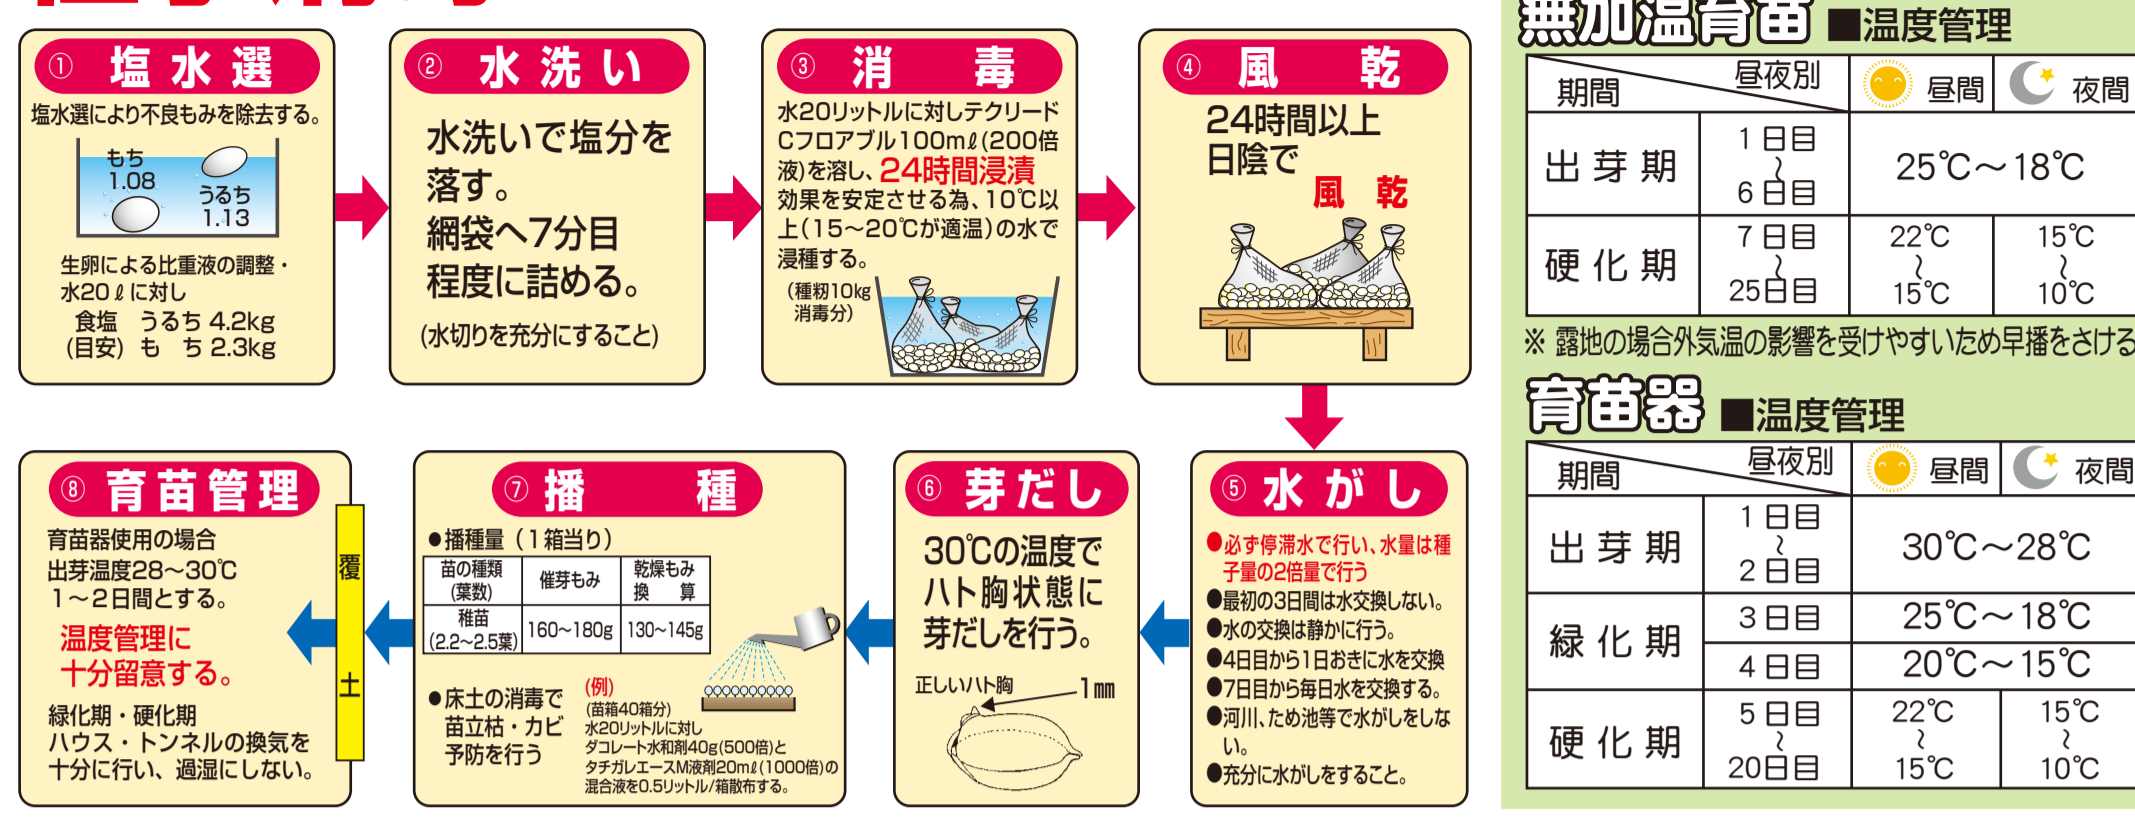 ① 塩水選
塩水選により不良もみを除去する。
もち
1.08
うるち
1.13
生卵による比重液の調整・
水20ℓに対し
食塩 うるち 4.2kg
(目安) も ち 2.3kg
② 水洗い
水洗いで塩分を
落す。
網袋へ7分目
程度に詰める。
(水切りを充分にすること)
③ 消 毒
水20リットルに対しテクリード
Cフロアブル100mℓ(200倍
液)を溶し、24時間浸漬
効果を安定させる為、10℃以
上(15〜20℃が適温)の水で
浸種する。
(種籾10kg
消毒分)
④ 風 乾
24時間以上
日陰で
風 乾
⑤ 水がし
●必ず停滞水で行い、水量は種
子量の2倍量で行う
●最初の3日間は水交換しない。
●水の交換は静かに行う。
●4日目から1日おきに水を交換
●7日目から毎日水を交換する。
●河川、ため池等で水がしをしな
い。
●充分に水がしをすること。
⑥ 芽だし
30℃の温度で
ハト胸状態に
芽だしを行う。
正しいハト胸
1mm
⑦ 播 種
●播種量(1箱当り)
苗の種類
(葉数) 催芽もみ 乾燥もみ
換 算
稚苗
(2.2〜2.5葉) 160〜180g 130〜145g
●床土の消毒で
苗立枯・カビ
予防を行う
(例)
(苗箱40箱分)
水20リットルに対し
ダコレート水和剤40g(500倍)と
タチガレエースM液剤20mℓ(1000倍)の
混合液を0.5リットル/箱散布する。
覆
土
⑧ 育苗管理
育苗器使用の場合
出芽温度28〜30℃
1〜2日間とする。
温度管理に
十分留意する。
緑化期・硬化期
ハウス・トンネルの換気を
十分に行い、過湿にしない。
無加温育苗 ■温度管理
期間 昼夜別 昼間 夜間
出芽期 1日目
〜
6日目 25℃〜18℃
硬化期 7日目
〜
25日目 22℃
〜
15℃ 15℃
〜
10℃
※ 露地の場合外気温の影響を受けやすいため早播をさける
育苗器 ■温度管理
期間 昼夜別 昼間 夜間
出芽期 1日目
〜
2日目 30℃〜28℃
緑化期 3日目 25℃〜18℃
4日目 20℃〜15℃
硬化期 5日目
〜
20日目 22℃
〜
15℃ 15℃
〜
10℃